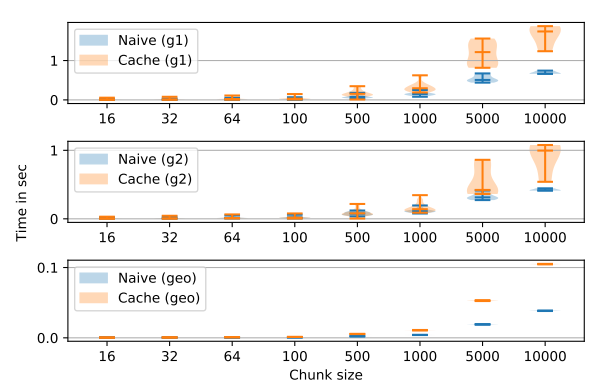 Naive (g1)
Cache (g1)
1
0
16 32 64 100 500 1000 5000 10000
Naive (g2)
Cache (g2)
1
0
16 32 64 100 500 1000 5000 10000
Time in sec
Naive (geo)
Cache (geo)
0.1
0.0
16 32 64 100 500 1000 5000 10000
Chunk size